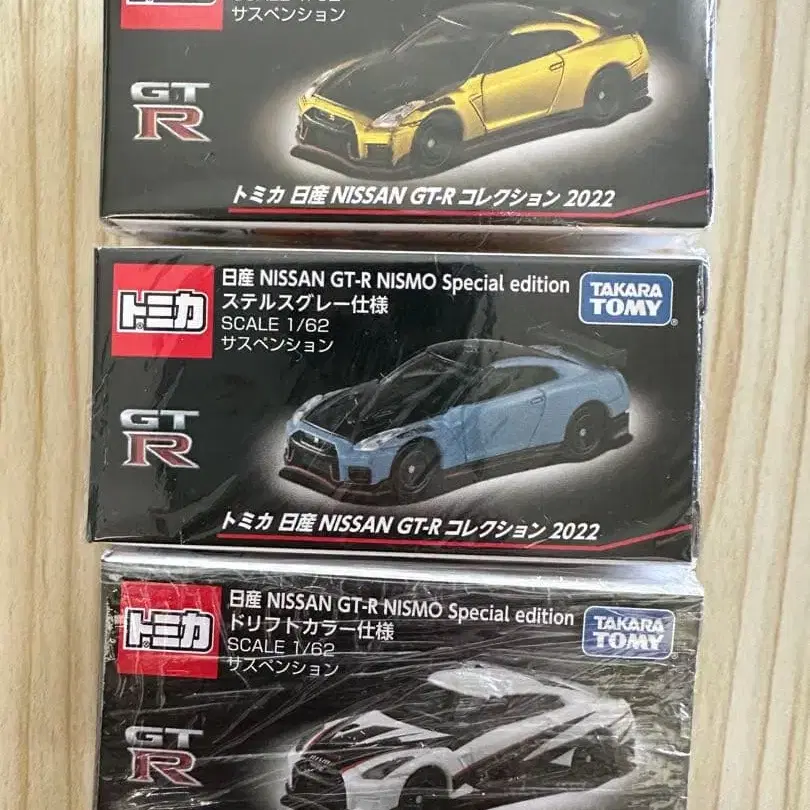 サスペンション
GT
R
トミカ 日産 NISSAN GT-R コレクション 2022
トミカ
日産 NISSAN GT-R NISMO Special edition
ステルスグレー仕様
SCALE 1/62
サスペンション
TAKARA
TOMY
GT
R
トミカ 日産 NISSAN GT-R コレクション 2022
トミカ
日産 NISSAN GT-R NISMO Special edition
ドリフトカラー仕様
SCALE 1/62
サスペンション
TAKARA
TOMY
GT
R